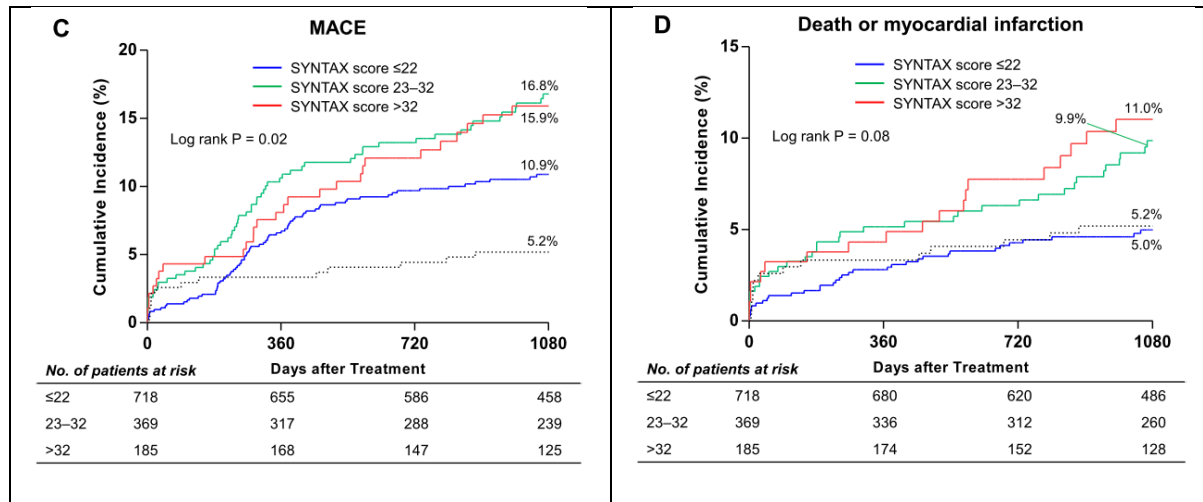 C
MACE
20
15
10
5
0
Cumulative Incidence (%)
SYNTAX score ≤22
SYNTAX score 23–32
SYNTAX score >32
Log rank P = 0.02
16.8%
15.9%
10.9%
5.2%
0 360 720 1080
No. of patients at risk Days after Treatment
≤22 718 655 586 458
23–32 369 317 288 239
>32 185 168 147 125
D
Death or myocardial infarction
15
10
5
0
Cumulative Incidence (%)
SYNTAX score ≤22
SYNTAX score 23–32
SYNTAX score >32
Log rank P = 0.08
9.9%
11.0%
5.2%
5.0%
0 360 720 1080
No. of patients at risk Days after Treatment
≤22 718 680 620 486
23–32 369 336 312 260
>32 185 174 152 128